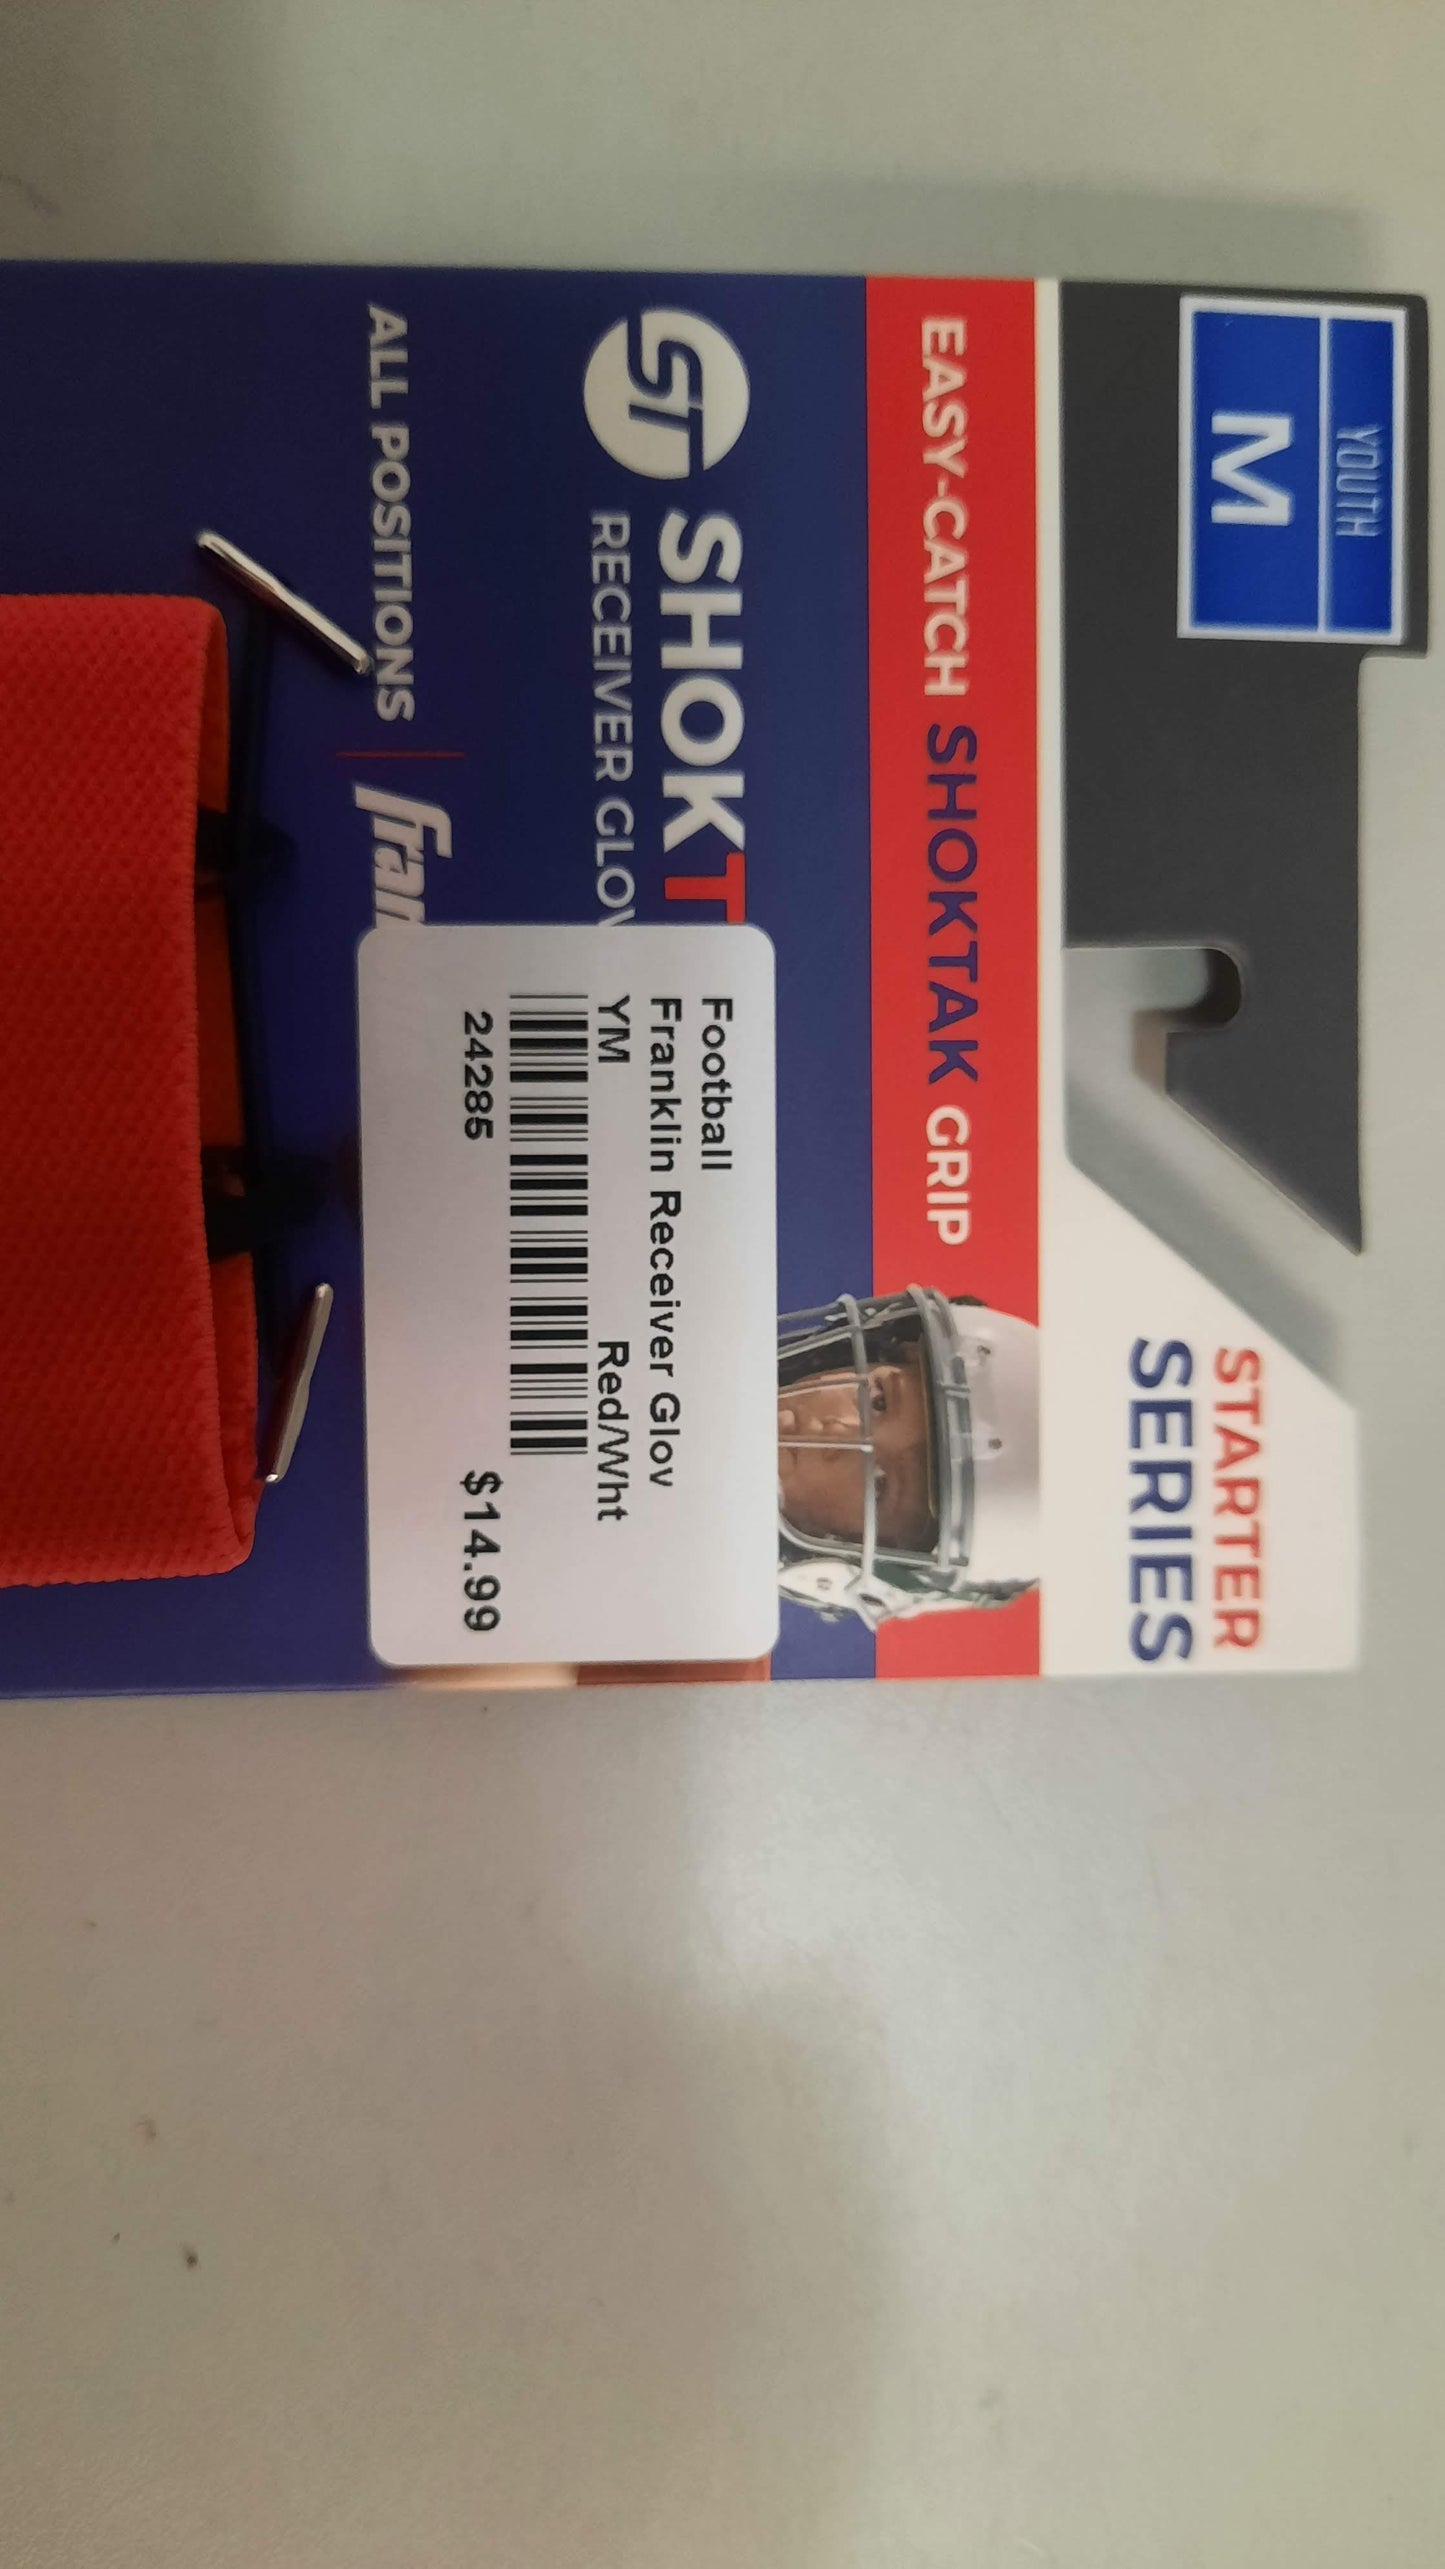 YOUTH
M
STARTER
SERIES
EASY-CATCH SHOKTAK GRIP
ST SHOKT
RECEIVER GLOV
ALL POSITIONS | Fran
Football
Franklin Receiver Glov
YM Red/Wht
24285 $14.99